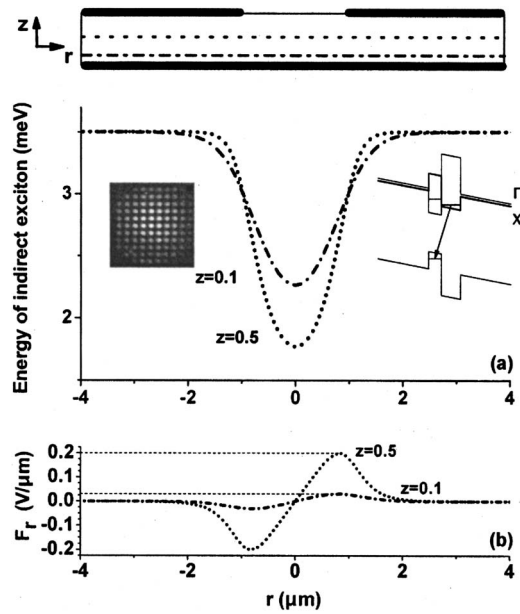 z
r
Energy of indirect exciton (meV)
3
2
z=0.1
z=0.5
Γ
X
(a)
-4 -2 0 2 4
F_r (V/µm)
0.2
0.1
0.0
-0.1
-0.2
z=0.5
z=0.1
(b)
-4 -2 0 2 4
r (µm)